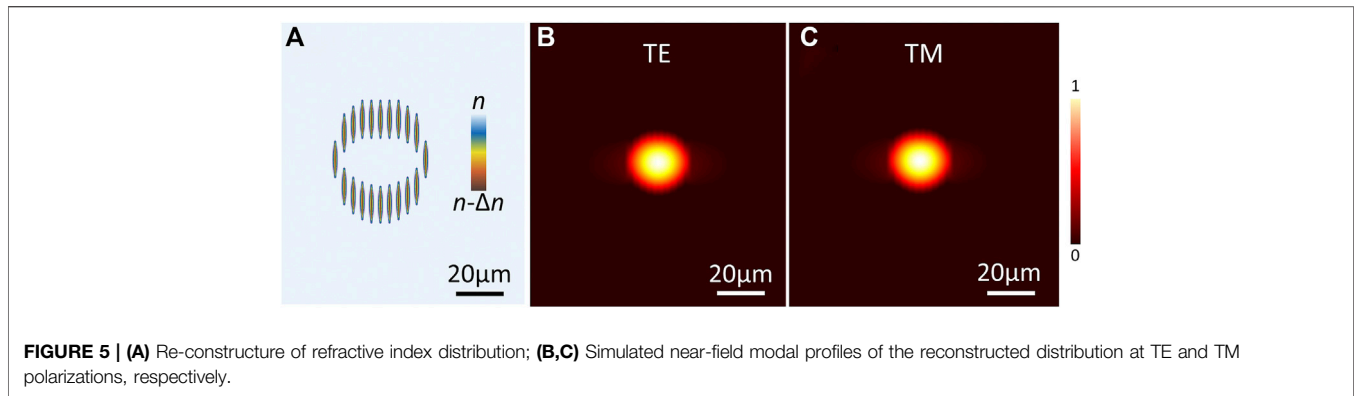 A
B
C
TE
TM
n
n-Δn
1
0
20μm
20μm
20μm
FIGURE 5 | (A) Re-constructure of refractive index distribution; (B,C) Simulated near-field modal profiles of the reconstructed distribution at TE and TM
polarizations, respectively.